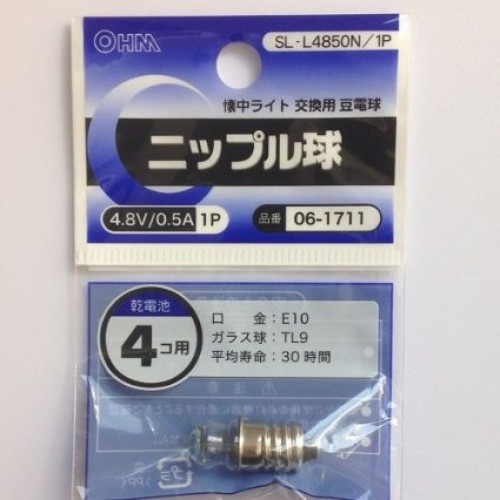 OHM
SL-L4850N/1P
懐中ライト 交換用 豆電球
ニップル球
4.8V/0.5A 1P
品番 06-1711
乾電池
4コ用
口金：E10
ガラス球：TL9
平均寿命：30時間
プラ